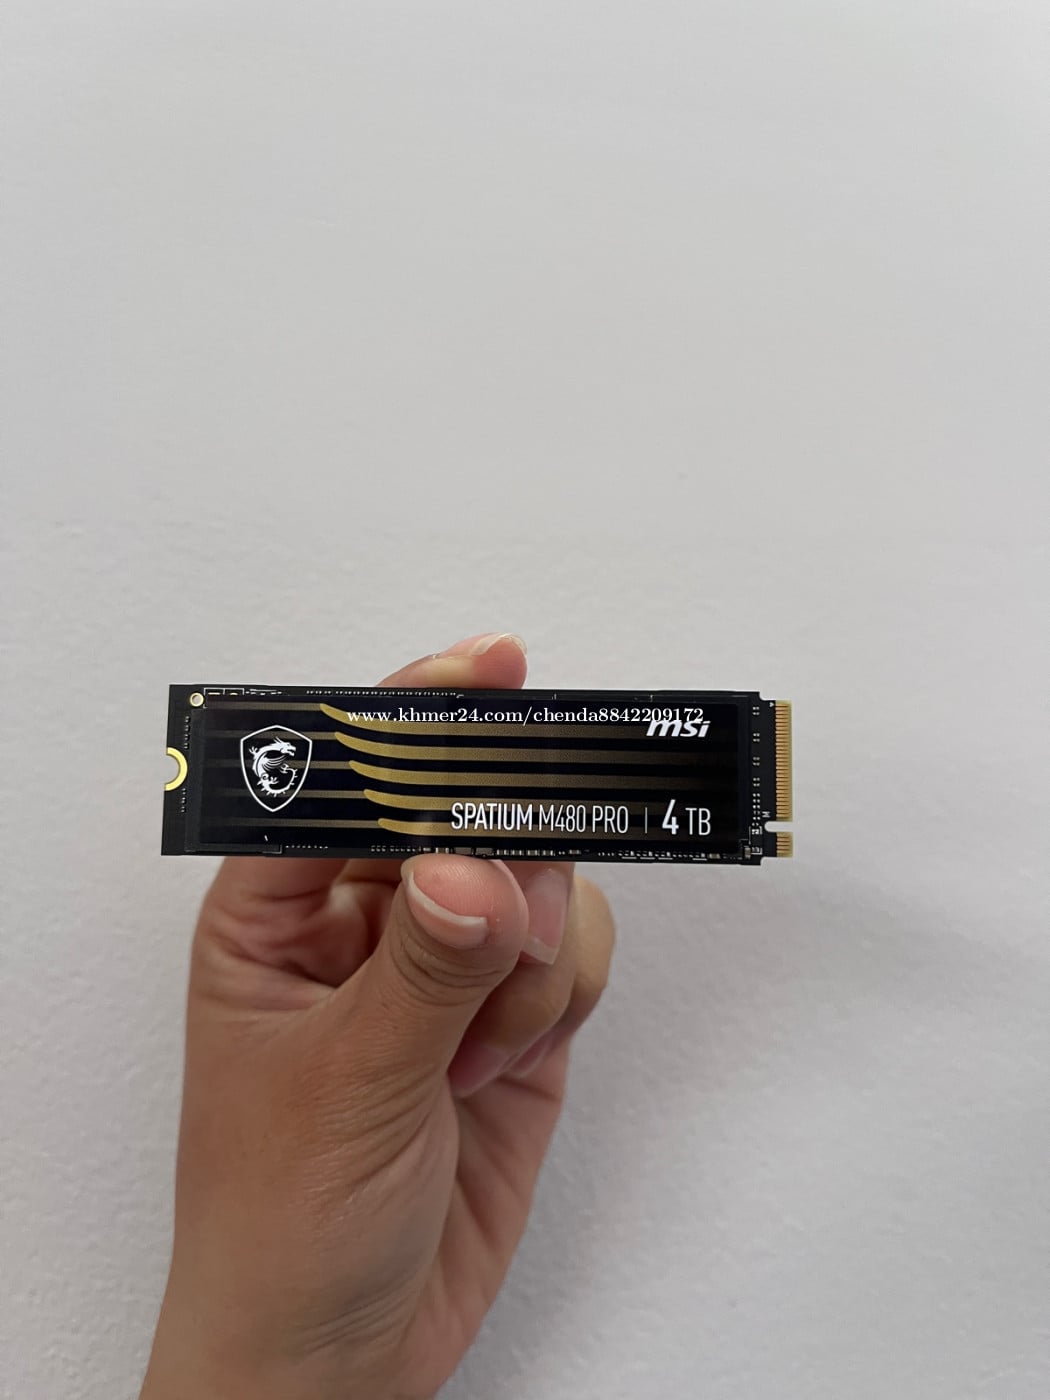 www.khmer24.com/chenda8842209172
msi
SPATIUM M480 PRO | 4 TB
M